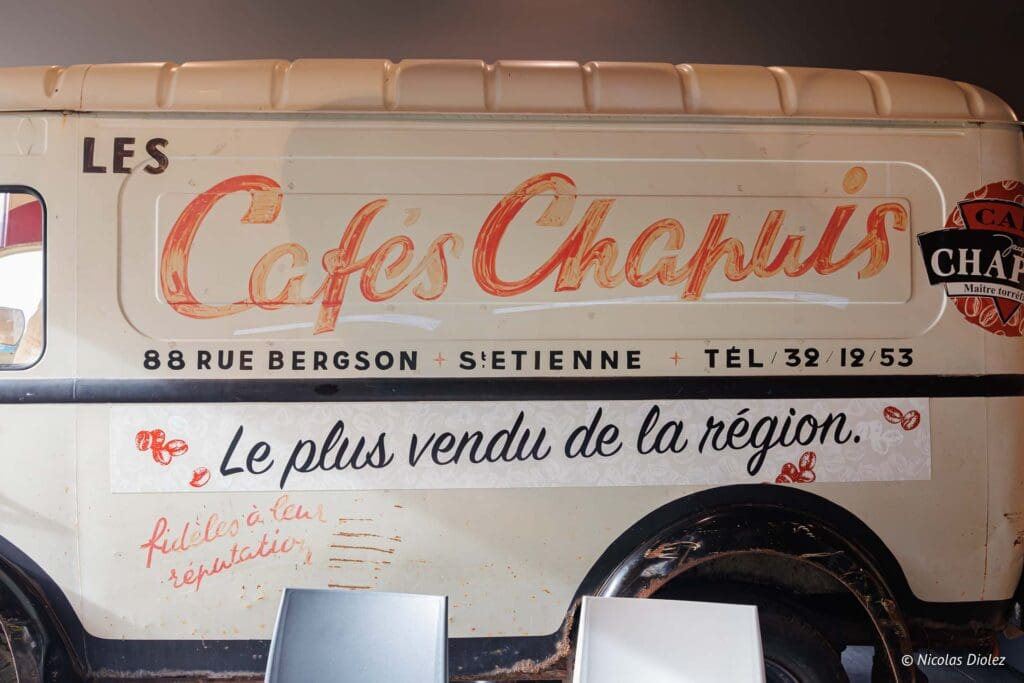 LES
Cafés Chapuis
88 RUE BERGSON + St ETIENNE + TÉL / 32 / 12 / 53
Le plus vendu de la région.
fidèles à leur
réputation
CHAP
Maître
© Nicolas Diolez